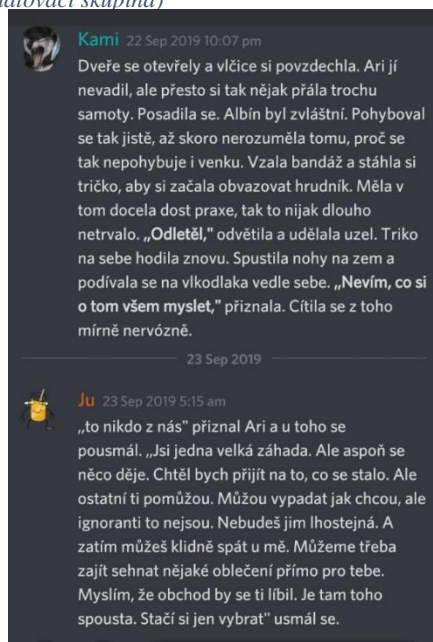 Kami 22 Sep 2019 10:07 pm
Dveře se otevřely a vlčice si povzdechla. Ari jí
nevadil, ale přesto si tak nějak přála trochu
samoty. Posadila se. Albín byl zvláštní. Pohyboval
se tak jistě, až skoro nerozuměla tomu, proč se
tak nepohybuje i venku. Vzala bandáž a stáhla si
tričko, aby si začala obvazovat hrudník. Měla v
tom docela dost praxe, tak to nijak dlouho
netrvalo. „Odletěl," odvětila a udělala uzel. Triko
na sebe hodila znovu. Spustila nohy na zem a
podívala se na vlkodlaka vedle sebe. „Nevím, co si
o tom všem myslet," přiznala. Cítila se z toho
mírně nervózně.
23 Sep 2019
Ju 23 Sep 2019 5:15 am
„to nikdo z nás" přiznal Ari a u toho se
pousmál. „Jsi jedna velká záhada. Ale aspoň se
něco děje. Chtěl bych přijít na to, co se stalo. Ale
ostatní ti pomůžou. Můžou vypadat jak chcou, ale
ignoranti to nejsou. Nebudeš jim lhostejná. A
zatím můžeš klidně spát u mě. Můžeme třeba
zajít sehnat nějaké oblečení přímo pro tebe.
Myslím, že obchod by se ti líbil. Je tam toho
spousta. Stačí si jen vybrat" usmál se.